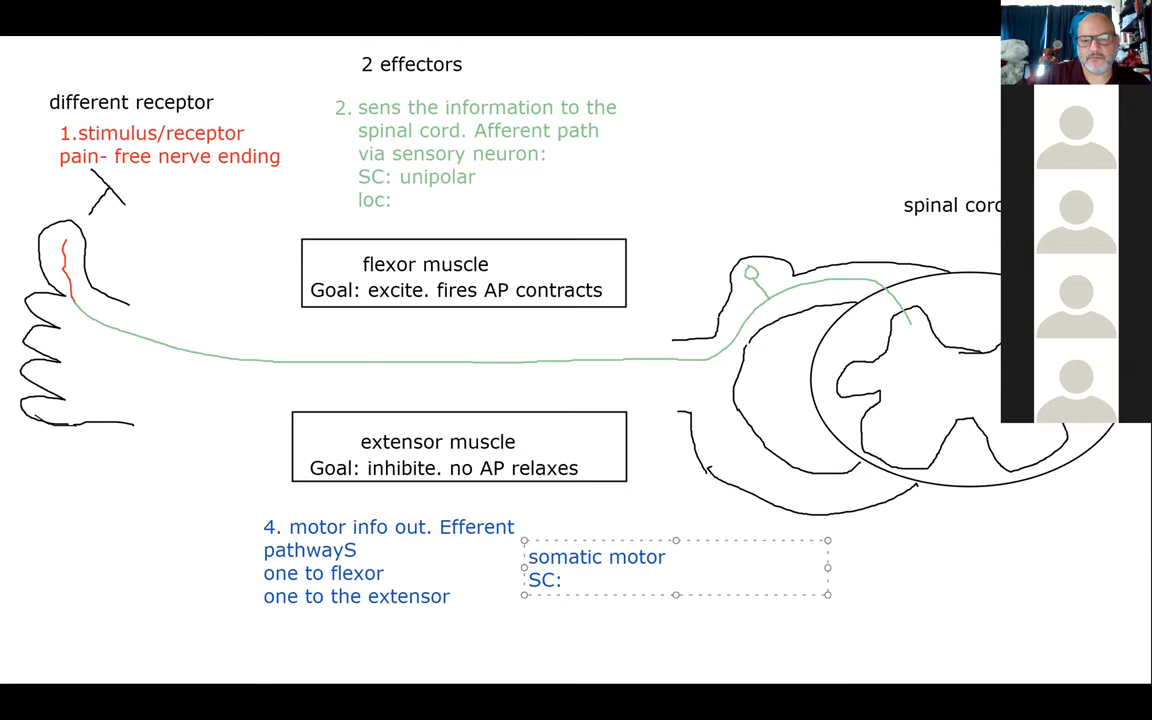 2 effectors
different receptor
1.stimulus/receptor
pain- free nerve ending
2. sens the information to the
spinal cord. Afferent path
via sensory neuron:
SC: unipolar
loc:
spinal cord
flexor muscle
Goal: excite. fires AP contracts
extensor muscle
Goal: inhibite. no AP relaxes
4. motor info out. Efferent
pathwayS
one to flexor
one to the extensor
somatic motor
SC: